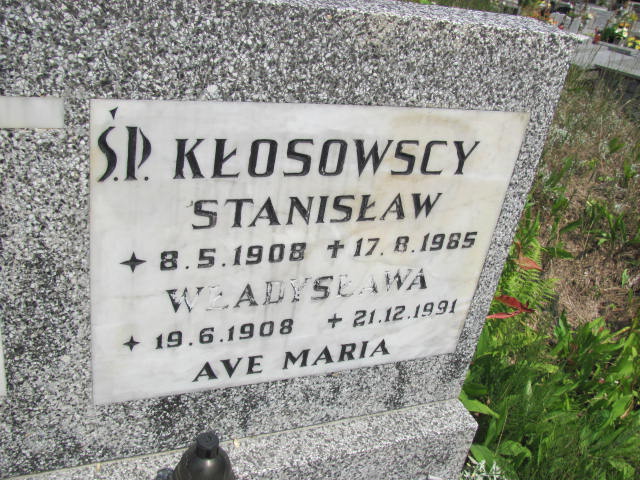 Ś.P. KŁOSOWSCY
STANISŁAW
✦ 8.5.1908 ✝ 17.8.1985
WŁADYSŁAWA
✦ 19.6.1908 ✝ 21.12.1991
AVE MARIA